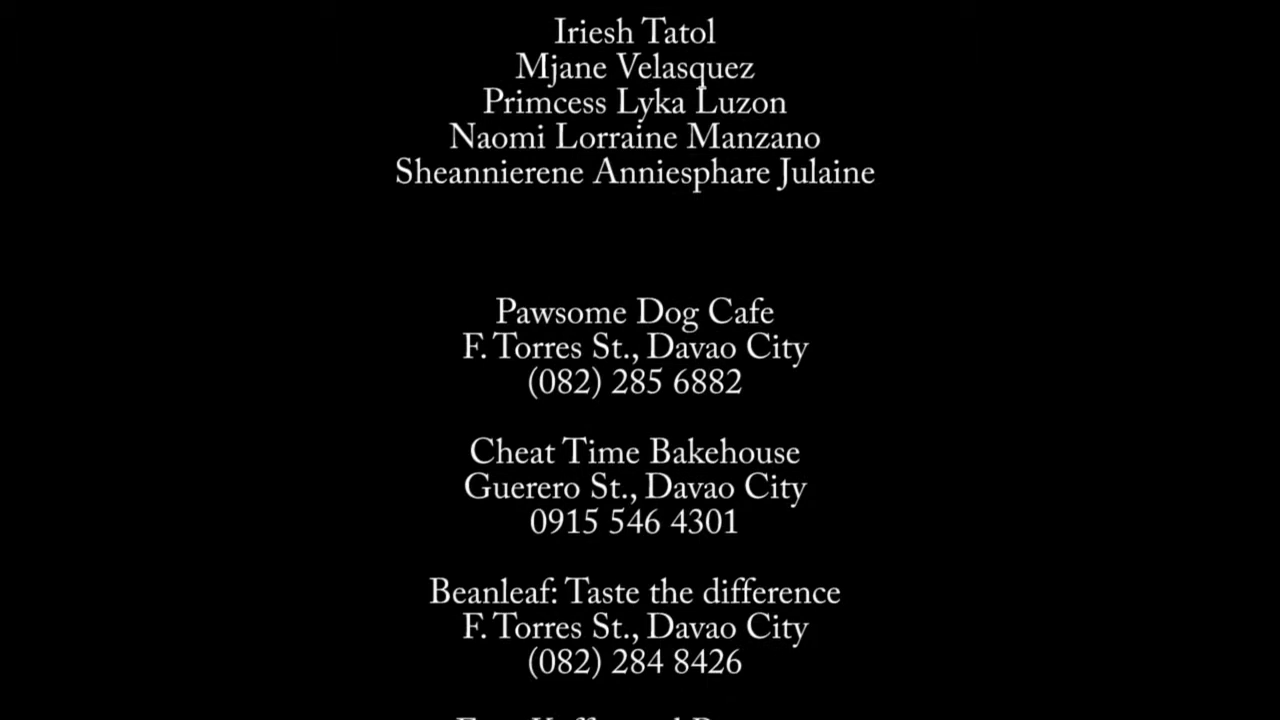 Iriesh Tatol
Mjane Velasquez
Primcess Lyka Luzon
Naomi Lorraine Manzano
Sheannierene Anniesphare Julaine
Pawsome Dog Cafe
F. Torres St., Davao City
(082) 285 6882
Cheat Time Bakehouse
Guerero St., Davao City
0915 546 4301
Beanleaf: Taste the difference
F. Torres St., Davao City
(082) 284 8426